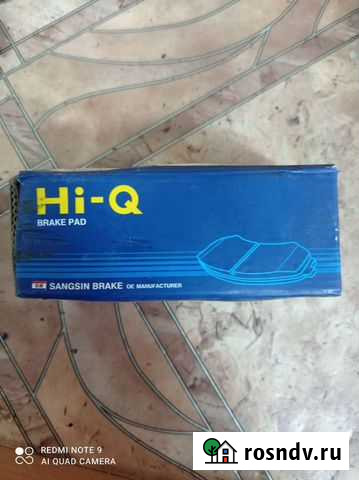 Hi-Q
BRAKE PAD
SANGSIN BRAKE OE MANUFACTURER
REDMI NOTE 9
AI QUAD CAMERA
rosndv.ru